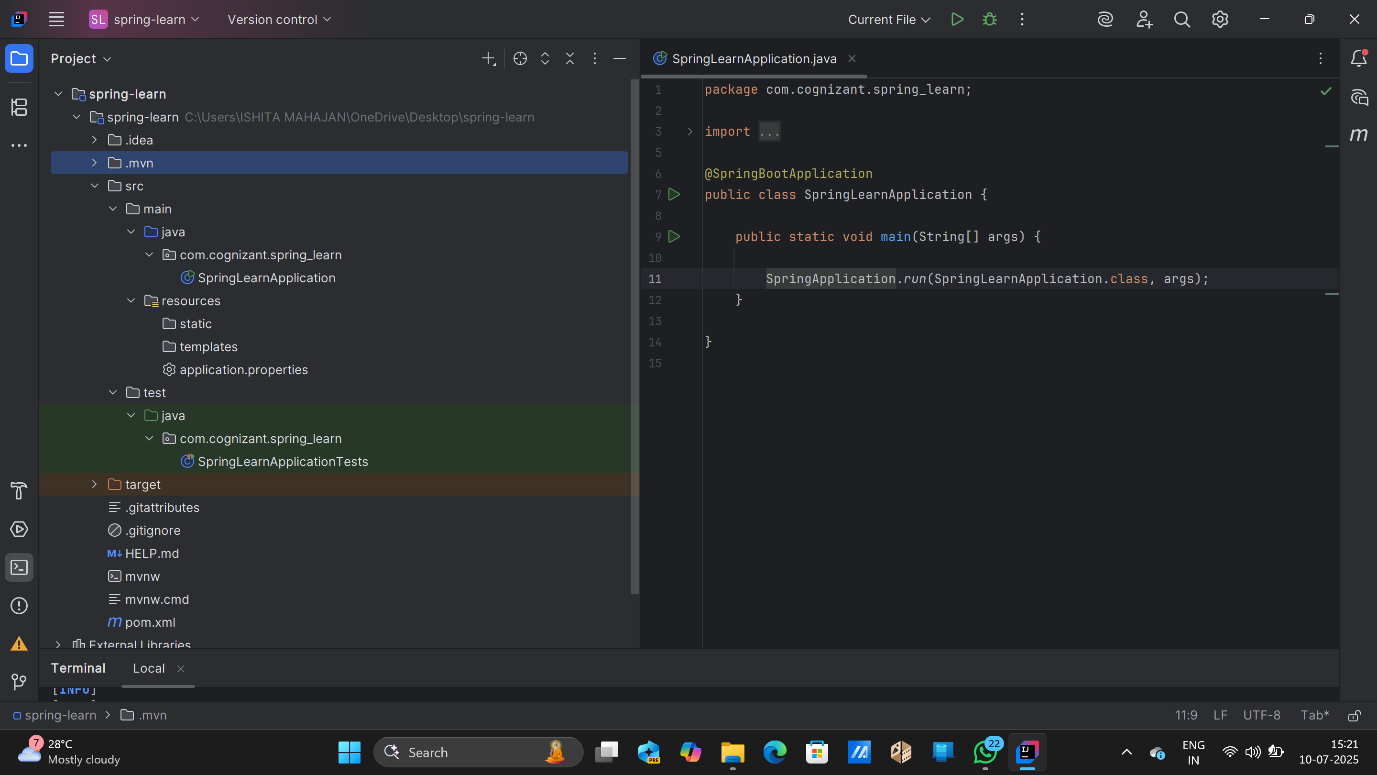 SL spring-learn Version control Current File
Project
SpringLearnApplication.java
spring-learn
spring-learn C:\Users\ISHITA MAHAJAN\OneDrive\Desktop\spring-learn
.idea
.mvn
src
main
java
com.cognizant.spring_learn
SpringLearnApplication
resources
static
templates
application.properties
test
java
com.cognizant.spring_learn
SpringLearnApplicationTests
target
.gitattributes
.gitignore
M↓ HELP.md
mvnw
mvnw.cmd
m pom.xml
External Libraries
1 package com.cognizant.spring_learn;
2
3 import ...
5
6 @SpringBootApplication
7 public class SpringLearnApplication {
8
9 public static void main(String[] args) {
10
11 SpringApplication.run(SpringLearnApplication.class, args);
12 }
13
14 }
15
m
Terminal Local
[INFO]
spring-learn > .mvn 11:9 LF UTF-8 Tab*
7 28°C
Mostly cloudy
Search
PRE
22
ENG
IN
15:21
10-07-2025